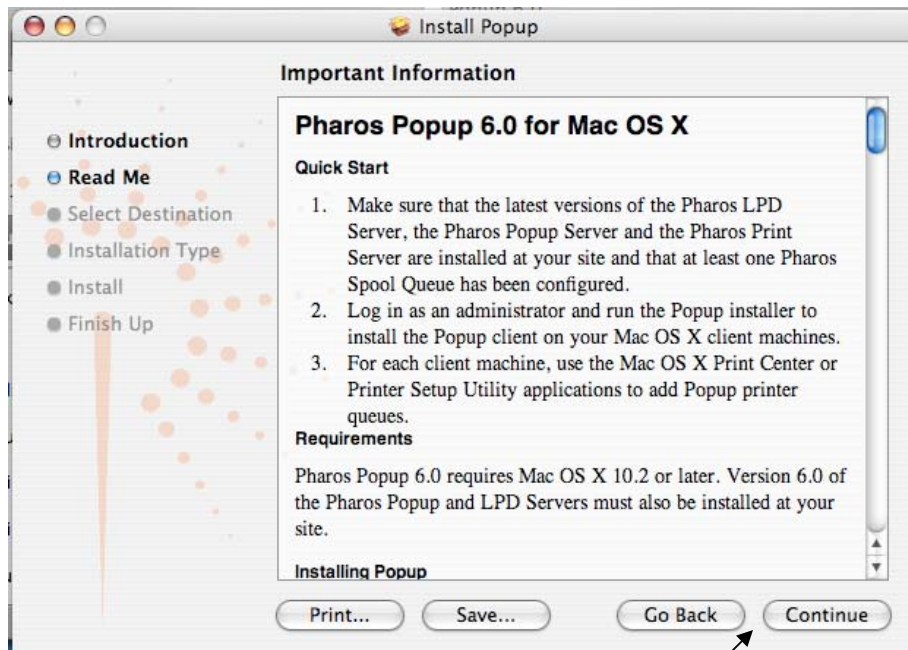 Install Popup
Important Information
Introduction
Read Me
Select Destination
Installation Type
Install
Finish Up
Pharos Popup 6.0 for Mac OS X
Quick Start
1. Make sure that the latest versions of the Pharos LPD
Server, the Pharos Popup Server and the Pharos Print
Server are installed at your site and that at least one Pharos
Spool Queue has been configured.
2. Log in as an administrator and run the Popup installer to
install the Popup client on your Mac OS X client machines.
3. For each client machine, use the Mac OS X Print Center or
Printer Setup Utility applications to add Popup printer
queues.
Requirements
Pharos Popup 6.0 requires Mac OS X 10.2 or later. Version 6.0 of
the Pharos Popup and LPD Servers must also be installed at your
site.
Installing Popup
Print... Save... Go Back Continue